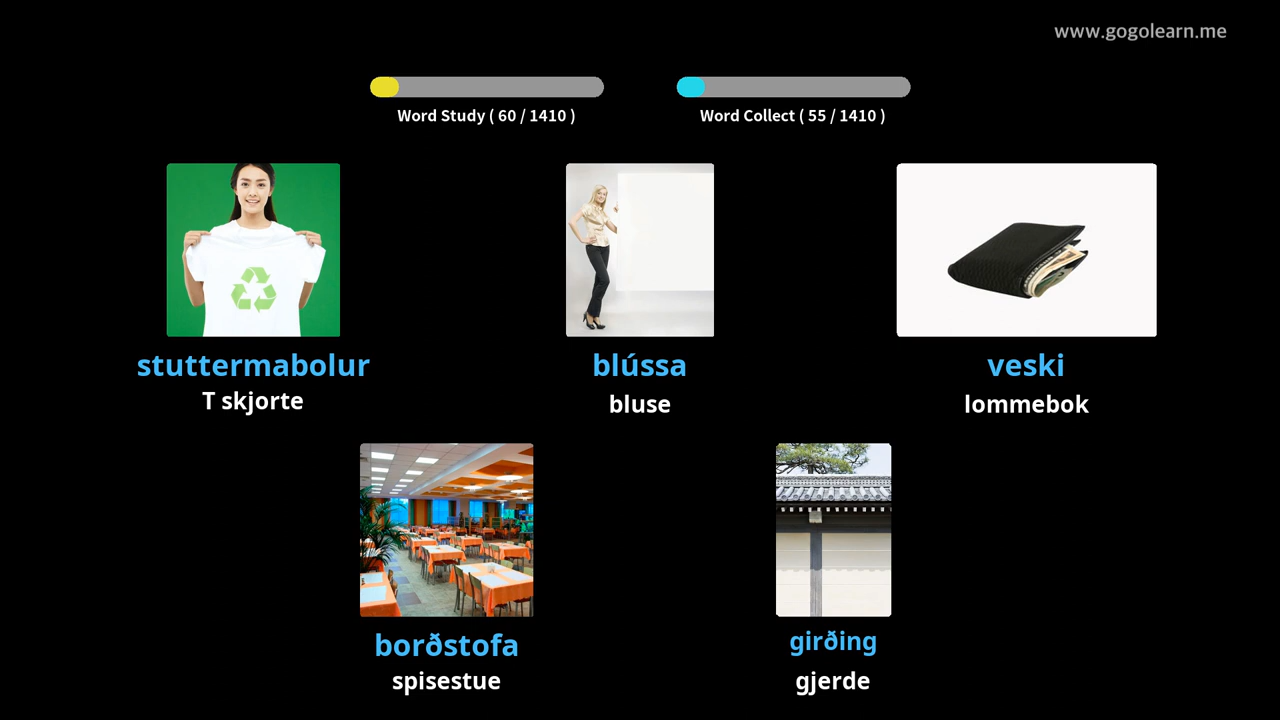 www.gogolearn.me
Word Study ( 60 / 1410 )
Word Collect ( 55 / 1410 )
stuttermabolur
T skjorte
blússa
bluse
veski
lommebok
borðstofa
spisestue
girðing
gjerde